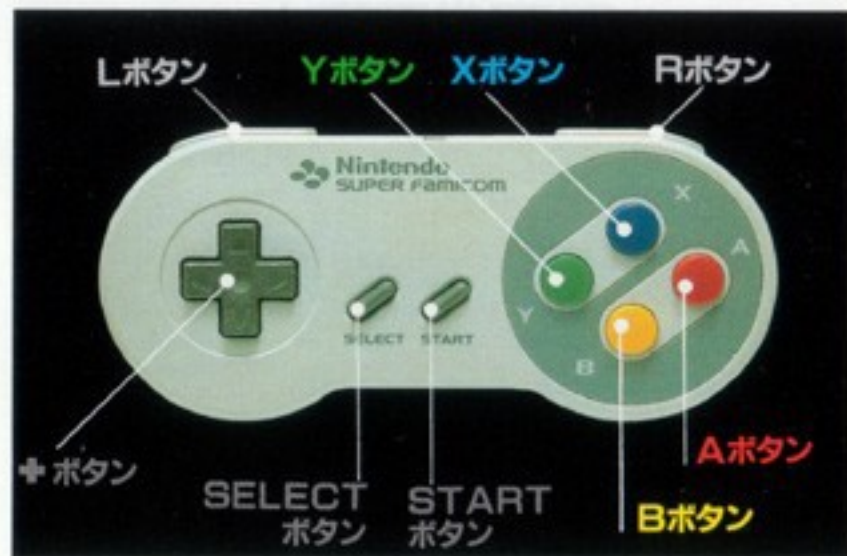 Lボタン
Yボタン
Xボタン
Rボタン
Nintendo
SUPER FAMICOM
X
A
Y
B
SELECT
START
✚ボタン
SELECT
ボタン
START
ボタン
Aボタン
Bボタン